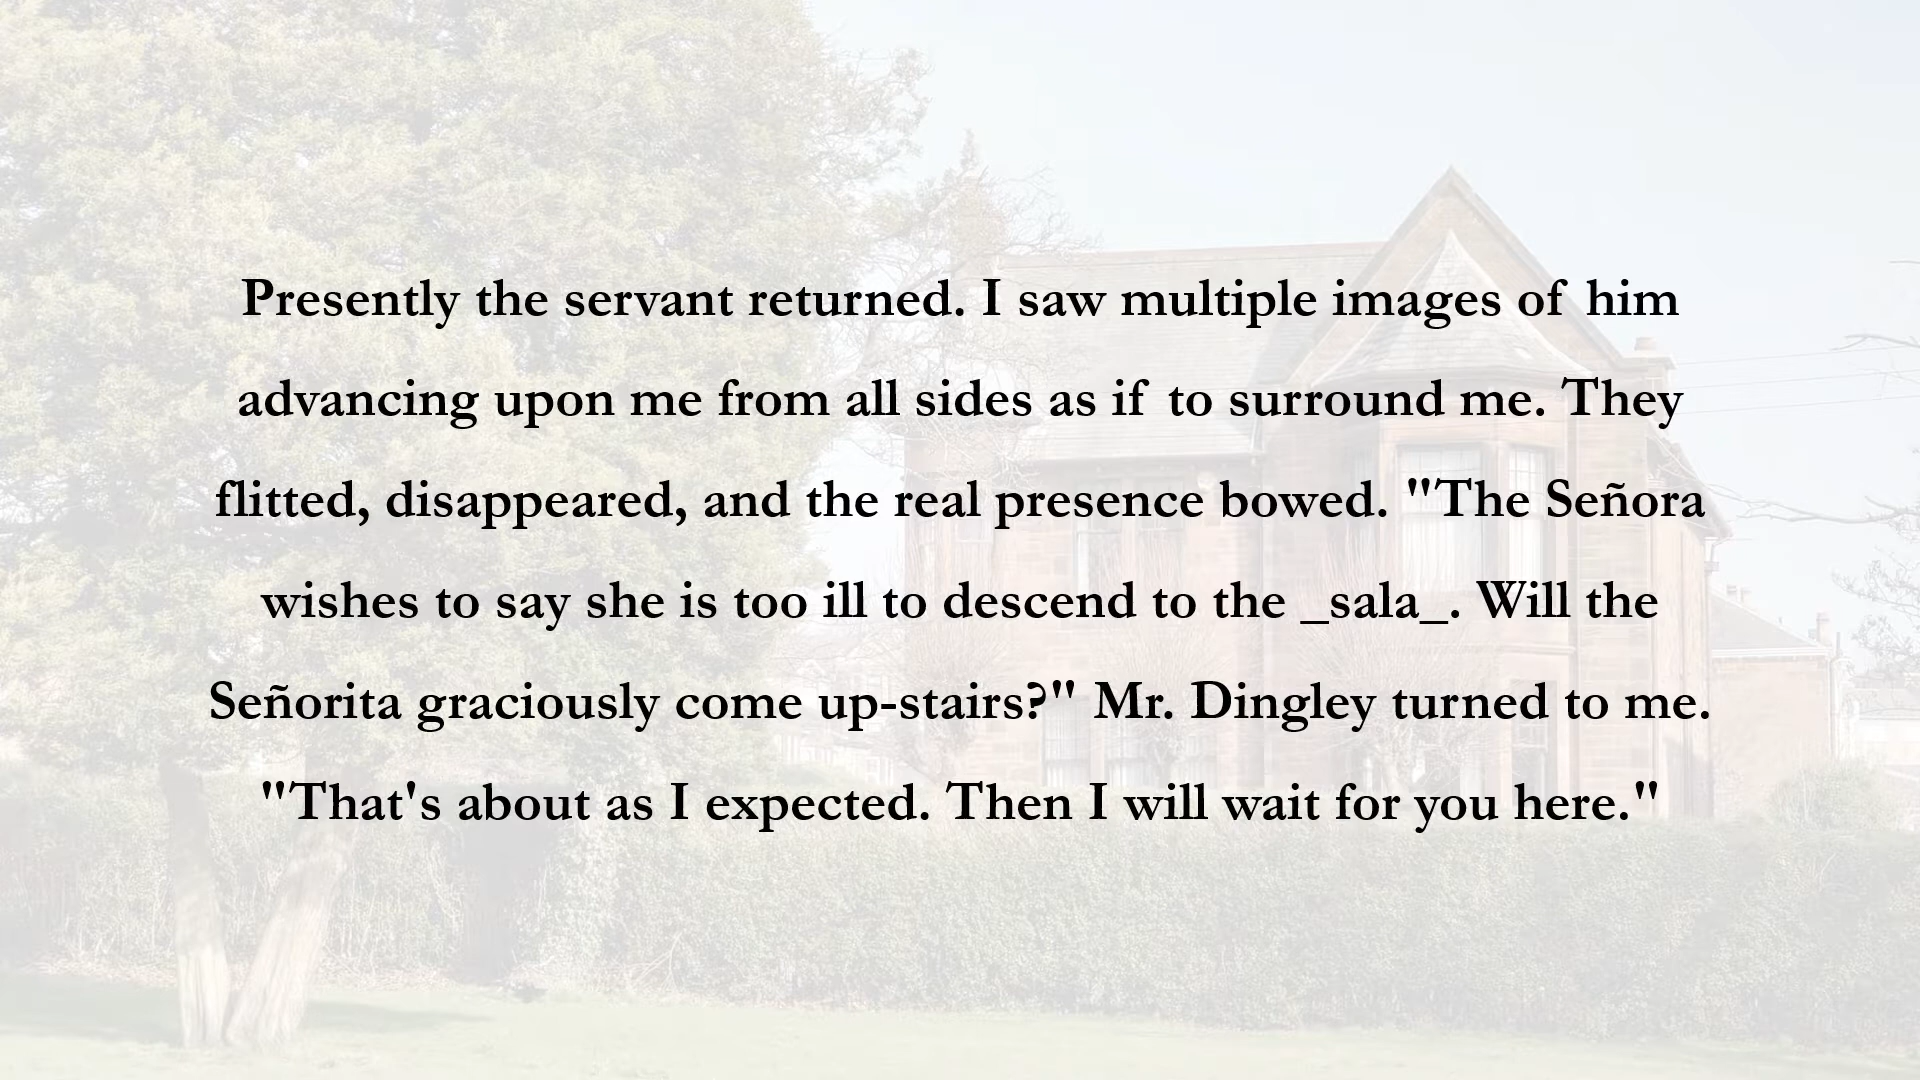 Presently the servant returned. I saw multiple images of him
advancing upon me from all sides as if to surround me. They
flitted, disappeared, and the real presence bowed. "The Señora
wishes to say she is too ill to descend to the _sala_. Will the
Señorita graciously come up-stairs?" Mr. Dingley turned to me.
"That's about as I expected. Then I will wait for you here."